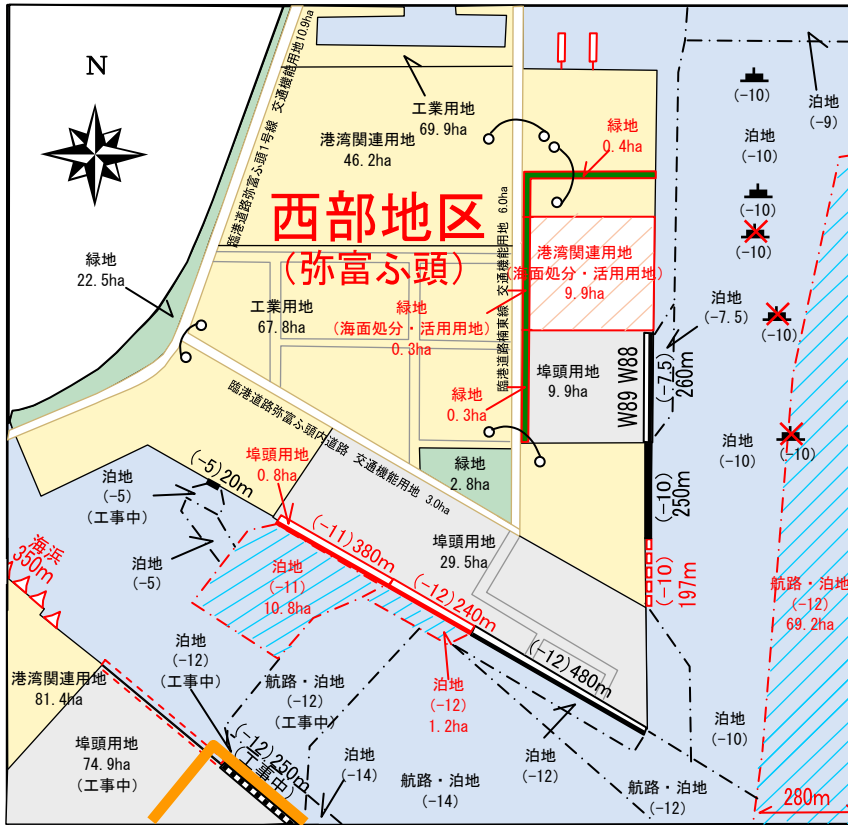 N
臨港道路弥富ふ頭1号線 交通機能用地10.9ha
工業用地
69.9ha
港湾関連用地
46.2ha
緑地
0.4ha
西部地区
(弥富ふ頭)
臨港道路楠東線 交通機能用地 6.0ha
港湾関連用地
(海面処分・活用用地)
9.9ha
緑地
22.5ha
工業用地
67.8ha
緑地
(海面処分・活用用地)
0.3ha
緑地
0.3ha
埠頭用地
9.9ha
W89 W88
(-7.5)
260m
(-10)
250m
(-10)
197m
臨港道路弥富ふ頭内道路 交通機能用地 3.0ha
緑地
2.8ha
埠頭用地
0.8ha
埠頭用地
29.5ha
(-5)20m
(-11)380m
(-12)240m
(-12)480m
泊地
(-5)
(工事中)
泊地
(-5)
泊地
(-11)
10.8ha
海浜
350m
泊地
(-12)
(工事中)
航路・泊地
(-12)
(工事中)
泊地
(-12)
1.2ha
港湾関連用地
81.4ha
埠頭用地
74.9ha
(工事中)
(-12)250m
(工事中)
泊地
(-14)
航路・泊地
(-14)
泊地
(-12)
航路・泊地
(-12)
泊地
(-10)
泊地
(-9)
(-10)
泊地
(-10)
(-10)
(-10)
泊地
(-7.5)
(-10)
泊地
(-10)
(-10)
航路・泊地
(-12)
69.2ha
280m